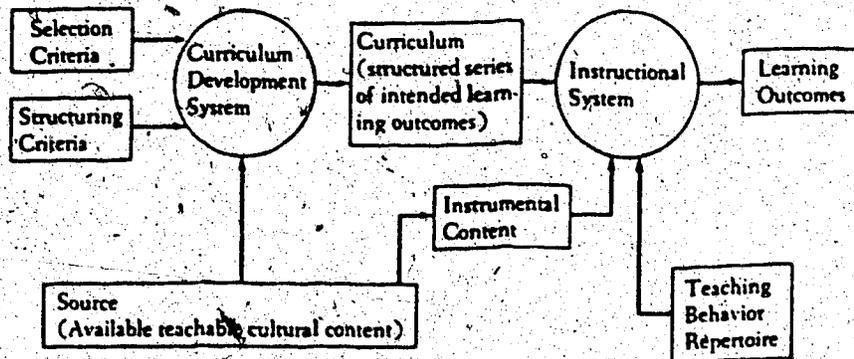 Selection
Criteria
Structuring
Criteria
Curriculum
Development
System
Curriculum
(structured series
of intended learn-
ing outcomes)
Instructional
System
Learning
Outcomes
Instrumental
Content
Source
(Available teachable cultural content)
Teaching
Behavior
Repertoire